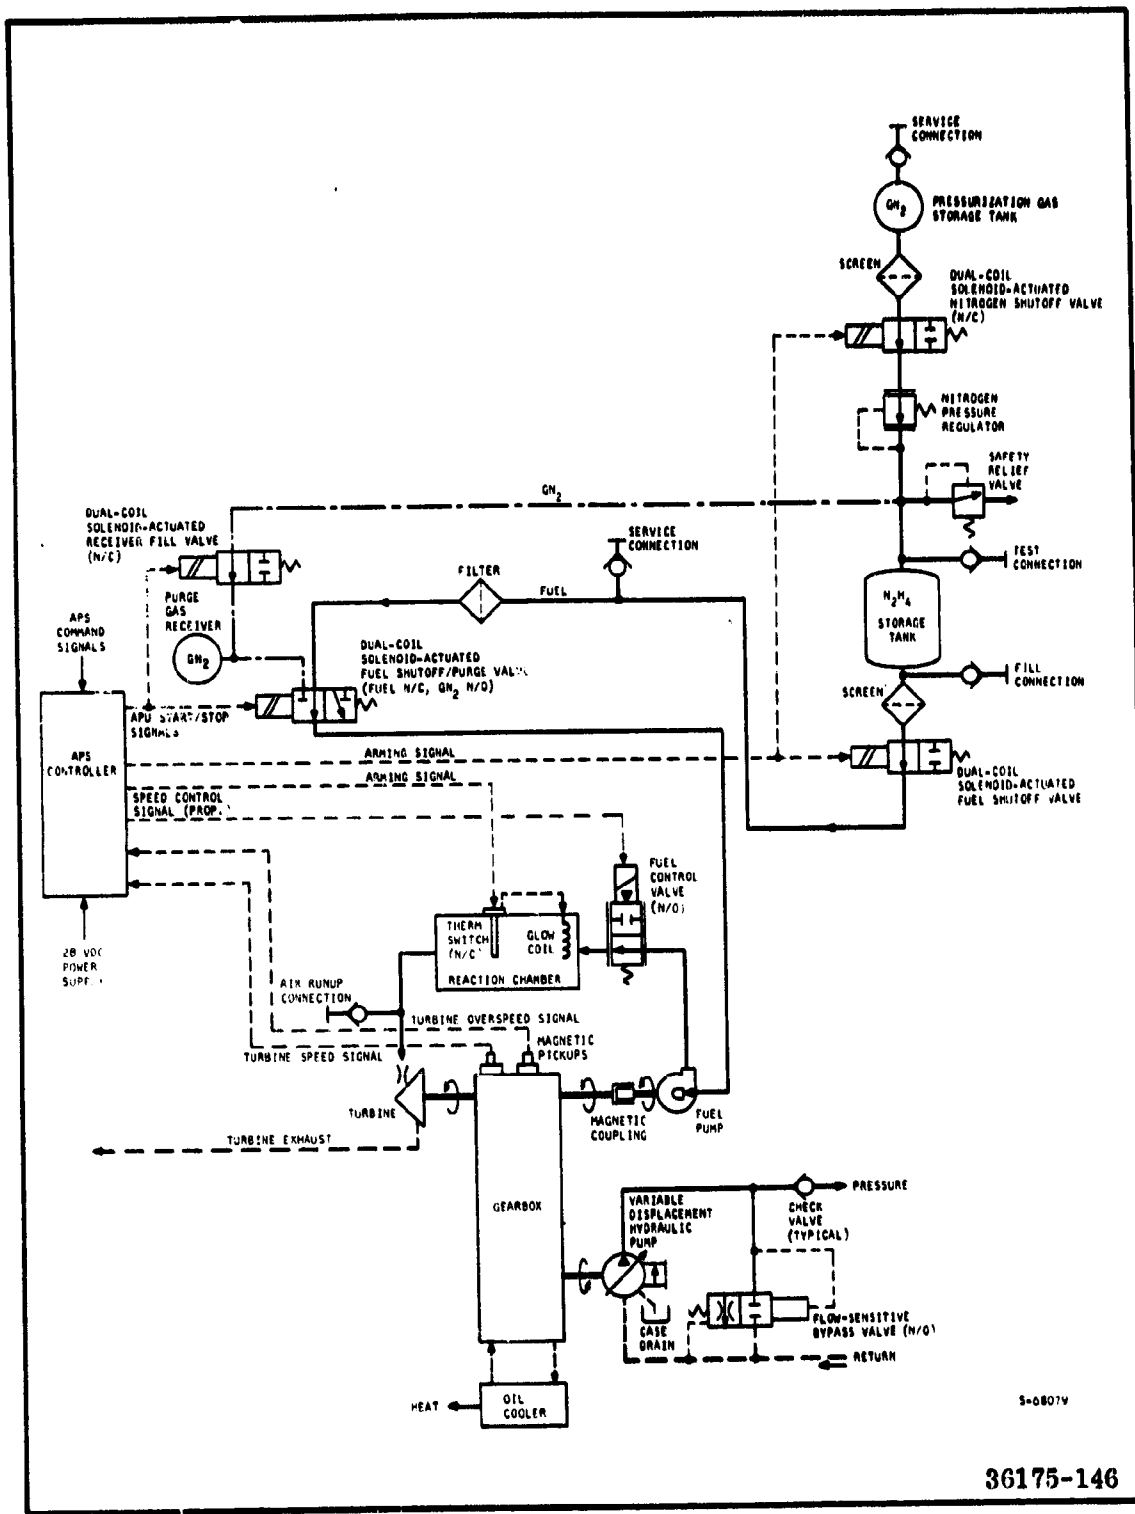 SERVICE
CONNECTION
GN2
PRESSURIZATION GAS
STORAGE TANK
SCREEN
DUAL-COIL
SOLENOID-ACTUATED
NITROGEN SHUTOFF VALVE
(N/C)
NITROGEN
PRESSURE
REGULATOR
SAFETY
RELIEF
VALVE
GN2
DUAL-COIL
SOLENOID-ACTUATED
RECEIVER FILL VALVE
(N/C)
SERVICE
CONNECTION
TEST
CONNECTION
FILTER
FUEL
N2H4
STORAGE
TANK
PURGE
GAS
RECEIVER
GN2
APS
COMMAND
SIGNALS
DUAL-COIL
SOLENOID-ACTUATED
FUEL SHUTOFF/PURGE VALVE
(FUEL N/C, GN2 N/O)
FILL
CONNECTION
SCREEN
APU START/STOP
SIGNALS
APS
CONTROLLER
ARMING SIGNAL
ARMING SIGNAL
SPEED CONTROL
SIGNAL (PROP.)
DUAL-COIL
SOLENOID-ACTUATED
FUEL SHUTOFF VALVE
FUEL
CONTROL
VALVE
(N/O)
THERM
SWITCH
(N/C)
GLOW
COIL
REACTION CHAMBER
28 VDC
POWER
SUPPLY
AIR RUNUP
CONNECTION
TURBINE OVERSPEED SIGNAL
TURBINE SPEED SIGNAL
MAGNETIC
PICKUPS
TURBINE
MAGNETIC
COUPLING
FUEL
PUMP
TURBINE EXHAUST
GEARBOX
VARIABLE
DISPLACEMENT
HYDRAULIC
PUMP
PRESSURE
CHECK
VALVE
(TYPICAL)
CASE
DRAIN
FLOW-SENSITIVE
BYPASS VALVE (N/O)
RETURN
HEAT
OIL
COOLER
36175-146